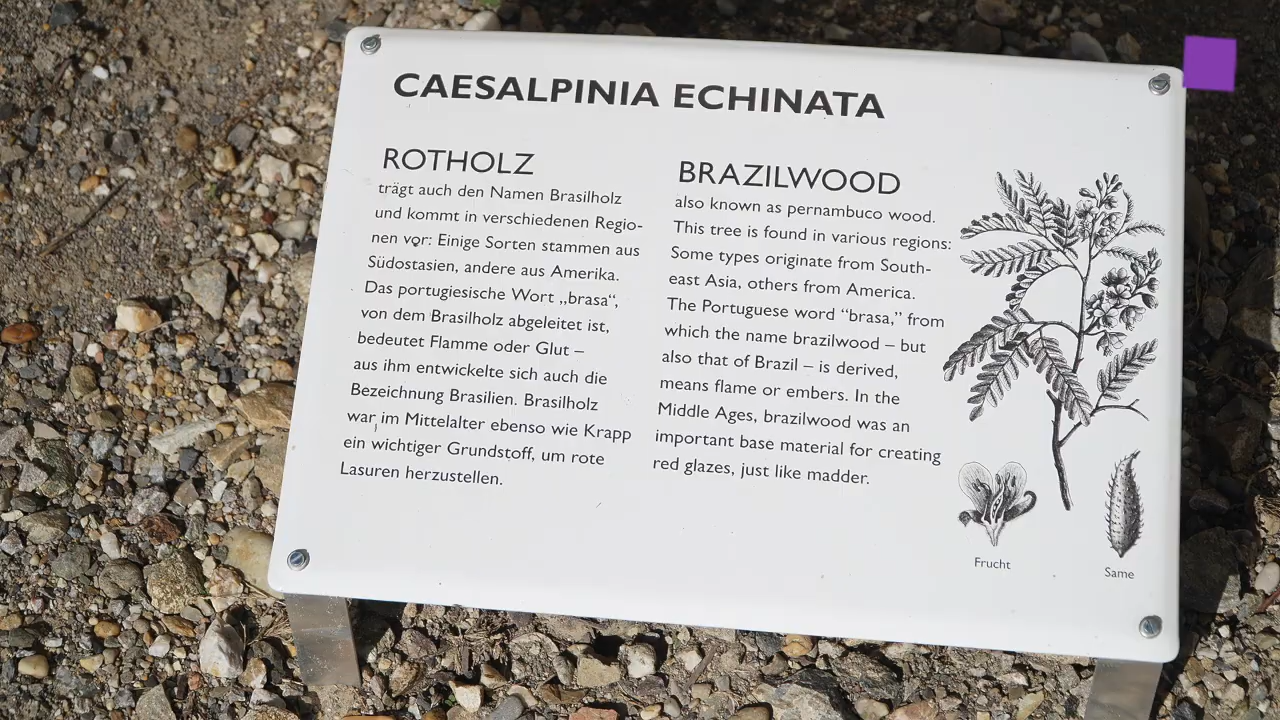 CAESALPINIA ECHINATA
ROTHOLZ
trägt auch den Namen Brasilholz
und kommt in verschiedenen Regio-
nen vor: Einige Sorten stammen aus
Südostasien, andere aus Amerika.
Das portugiesische Wort „brasa“,
von dem Brasilholz abgeleitet ist,
bedeutet Flamme oder Glut –
aus ihm entwickelte sich auch die
Bezeichnung Brasilien. Brasilholz
war im Mittelalter ebenso wie Krapp
ein wichtiger Grundstoff, um rote
Lasuren herzustellen.
BRAZILWOOD
also known as pernambuco wood.
This tree is found in various regions:
Some types originate from South-
east Asia, others from America.
The Portuguese word “brasa,” from
which the name brazilwood – but
also that of Brazil – is derived,
means flame or embers. In the
Middle Ages, brazilwood was an
important base material for creating
red glazes, just like madder.
Frucht
Same